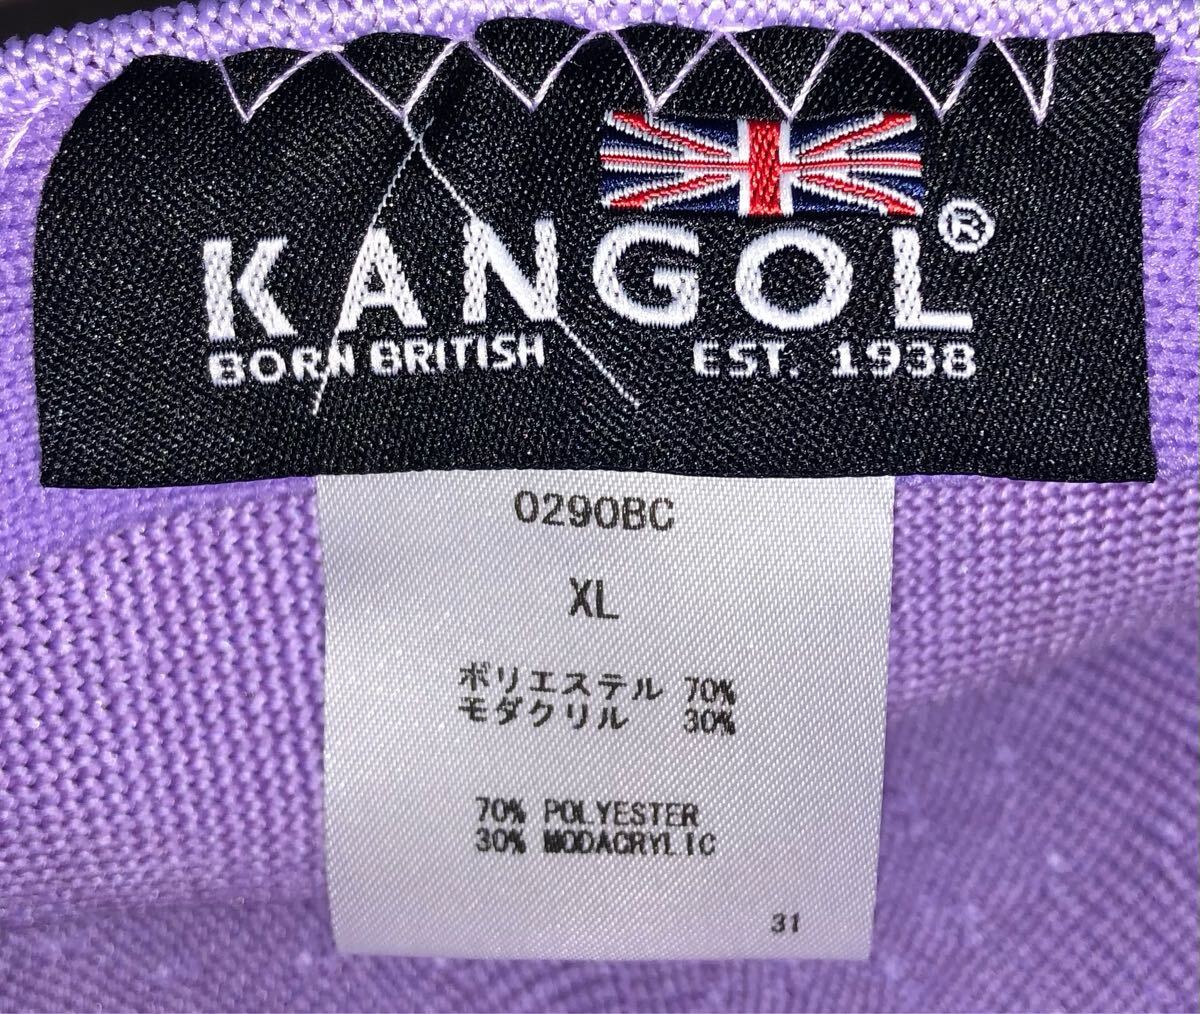 KANGOL®
BORN BRITISH EST. 1938
0290BC
XL
ポリエステル 70%
モダクリル 30%
70% POLYESTER
30% MODACRYLIC
31